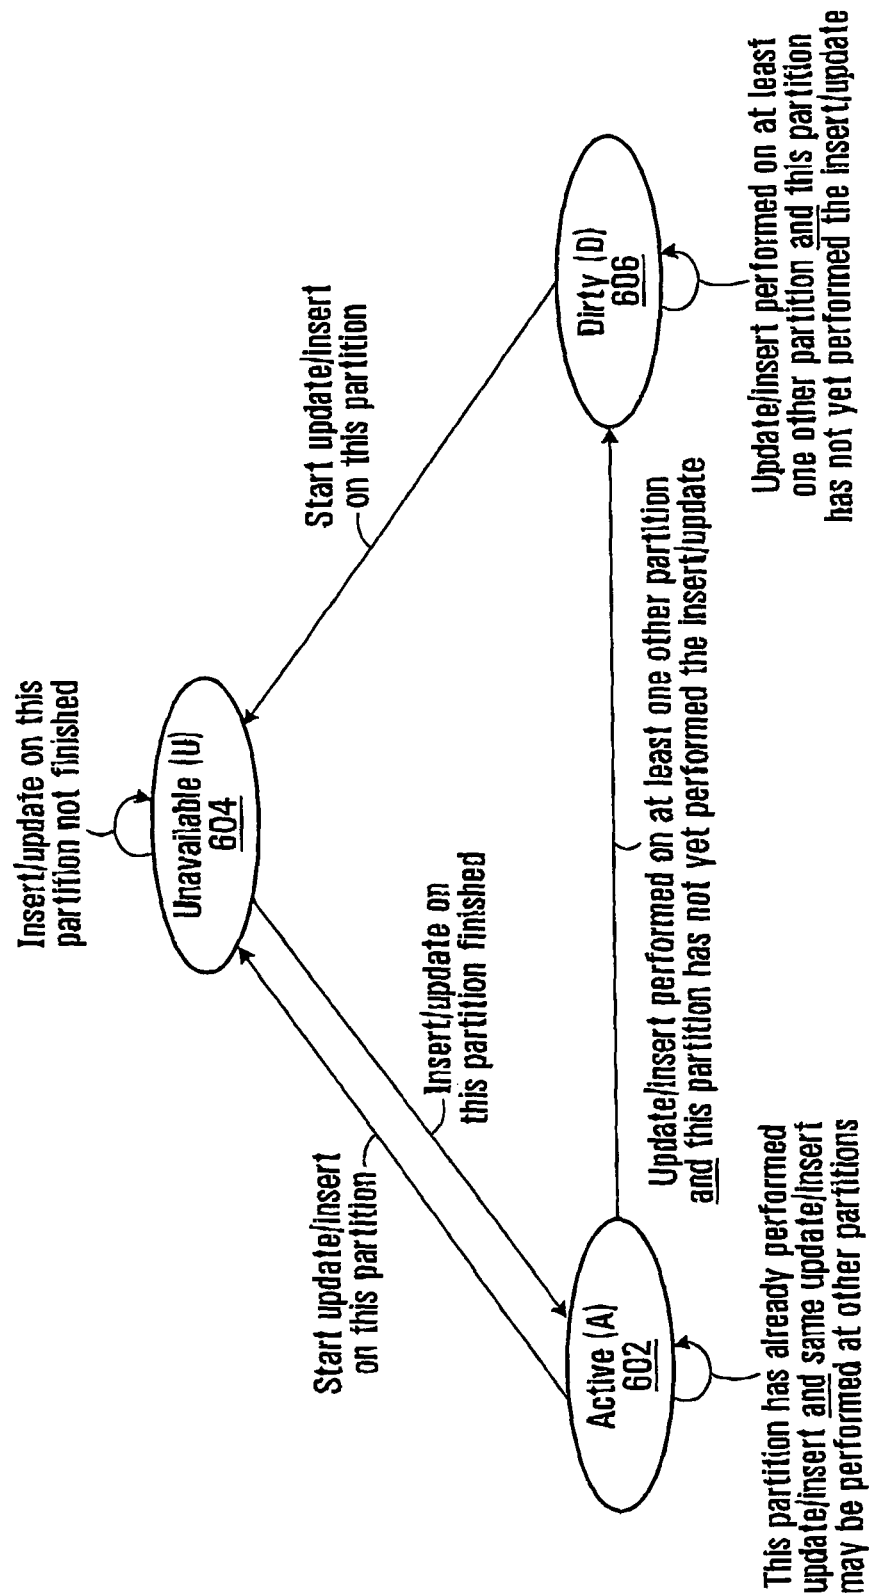 Insert/update on this
partition not finished
Unavailable (U)
604
Start update/insert
on this partition
Start update/insert
on this partition
Insert/update on
this partition finished
Active (A)
602
Dirty (D)
606
Update/insert performed on at least one other partition
and this partition has not yet performed the insert/update
This partition has already performed
update/insert and same update/insert
may be performed at other partitions
Update/insert performed on at least
one other partition and this partition
has not yet performed the insert/update